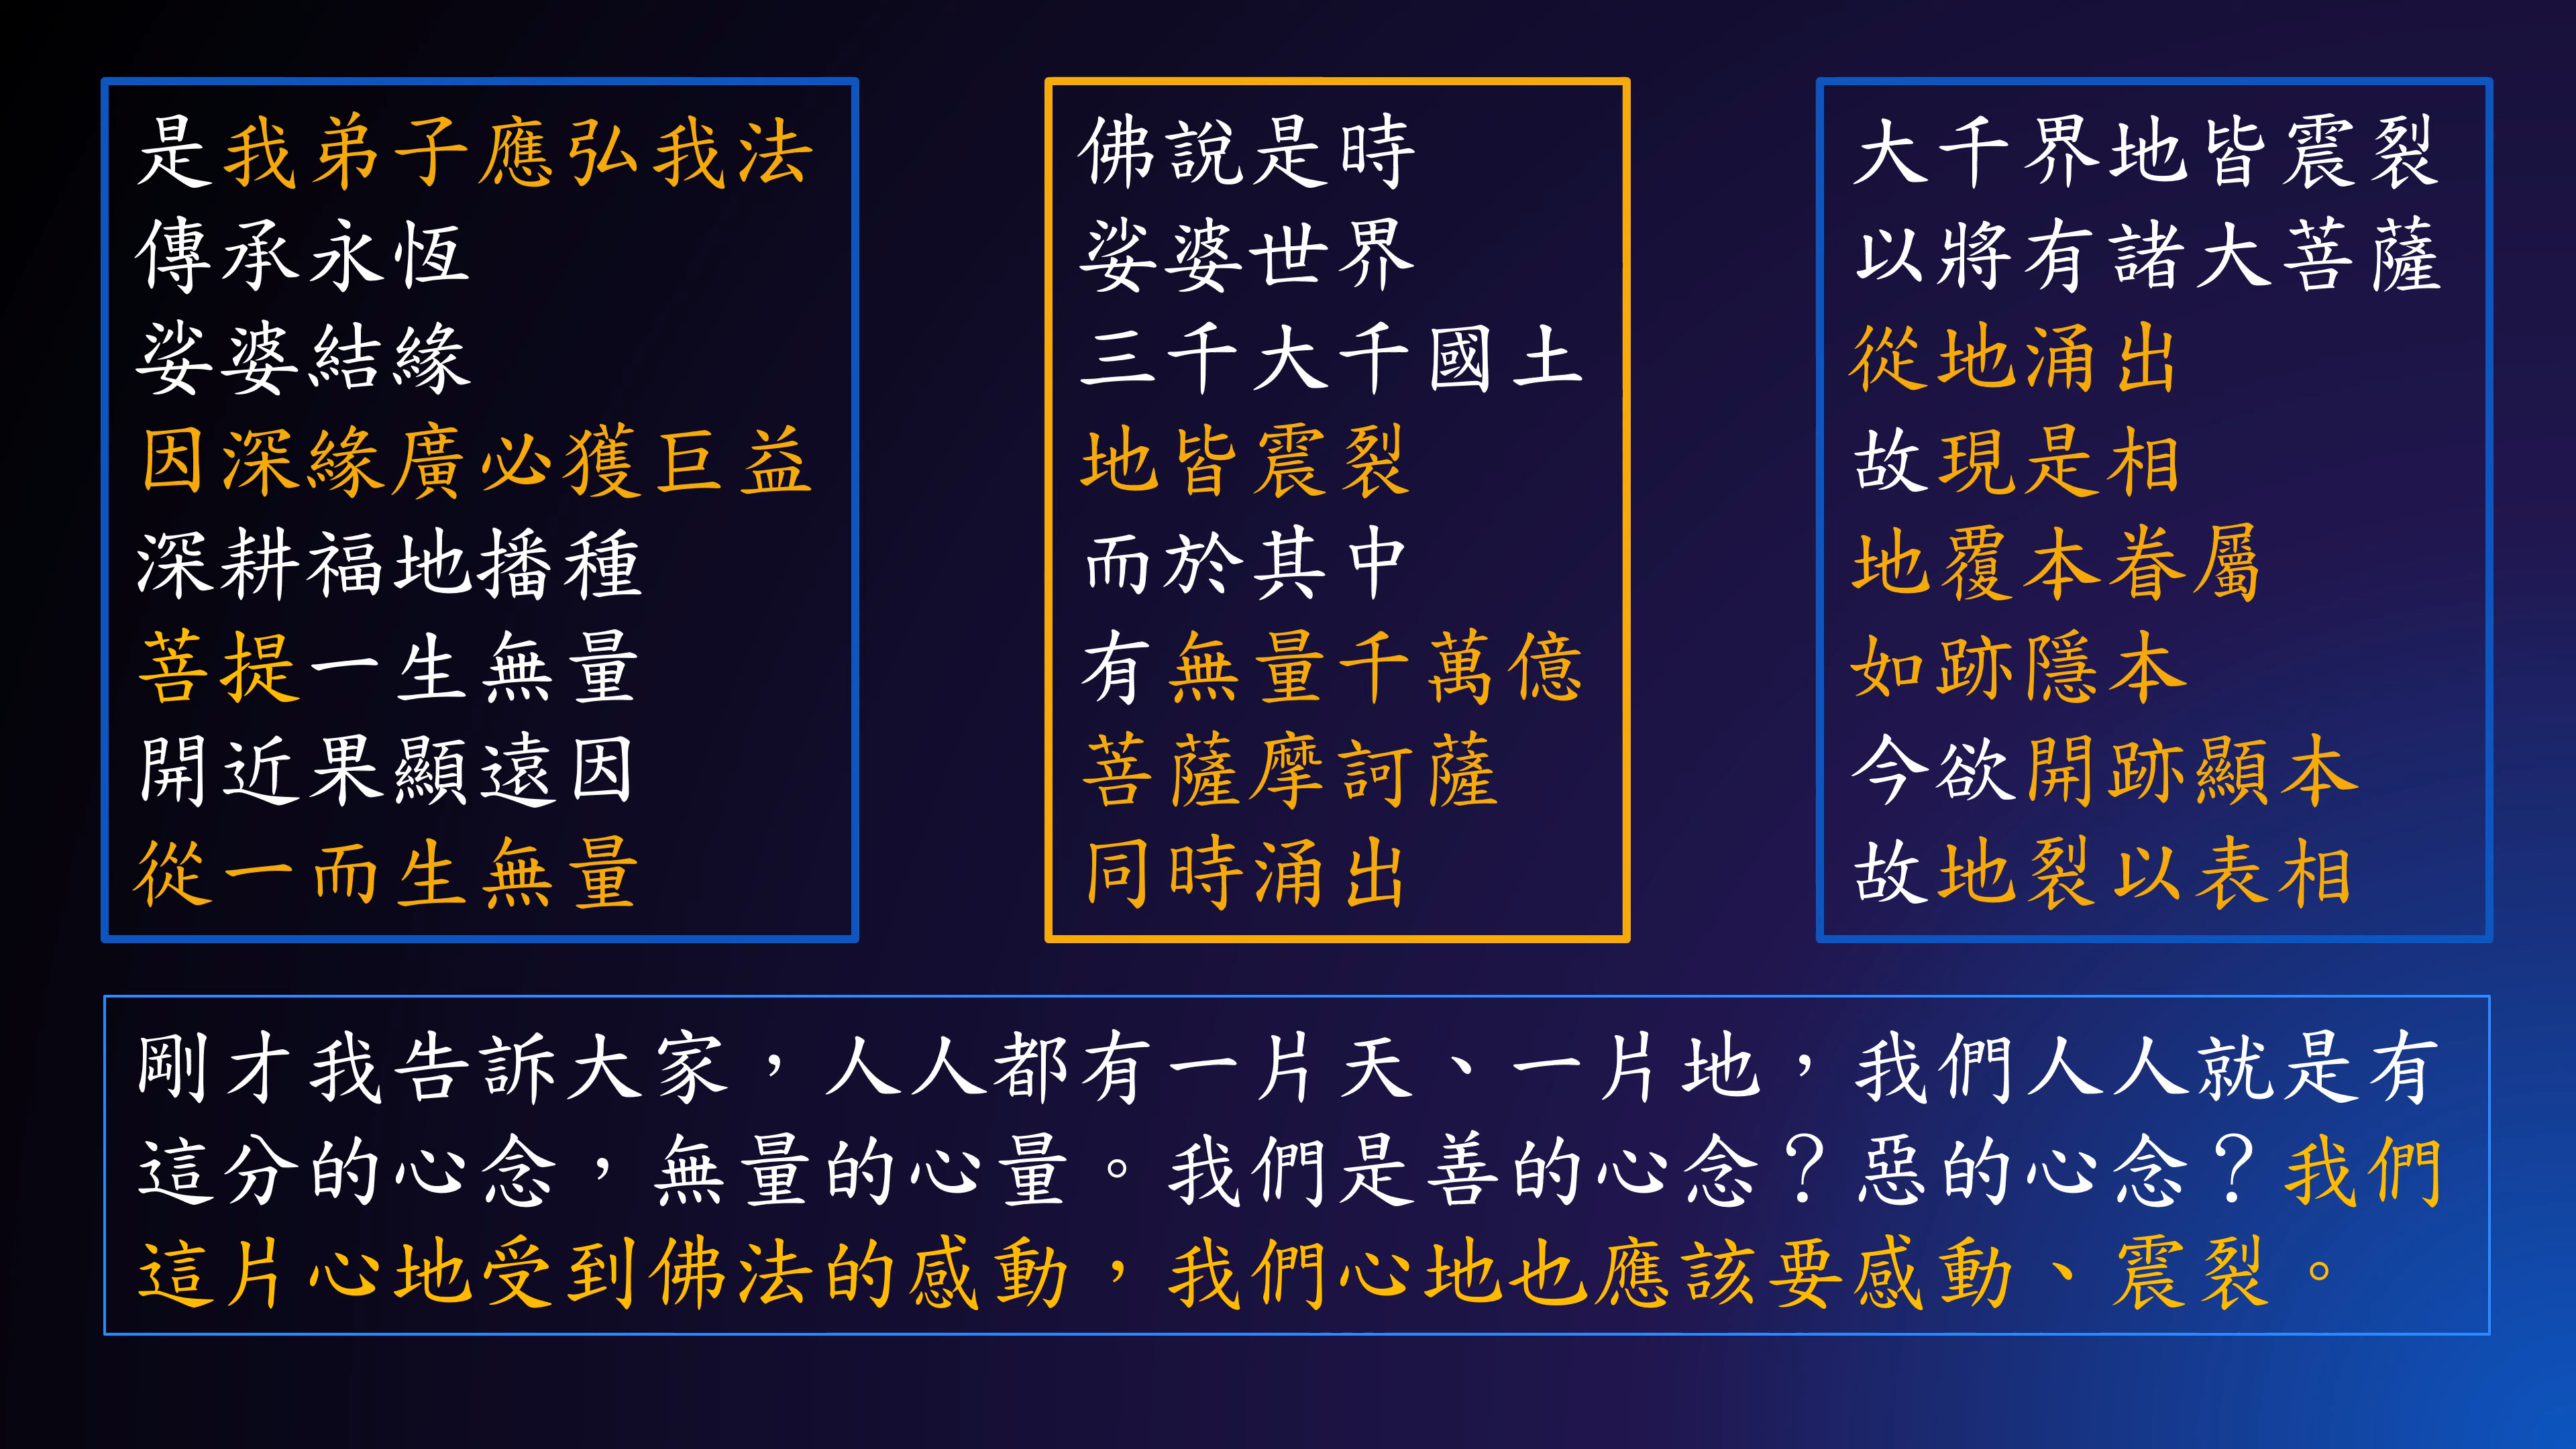 是我弟子應弘我法
傳承永恆
娑婆結緣
因深緣廣必獲巨益
深耕福地播種
菩提一生無量
開近果顯遠因
從一而生無量
佛說是時
娑婆世界
三千大千國土
地皆震裂
而於其中
有無量千萬億
菩薩摩訶薩
同時涌出
大千界地皆震裂
以將有諸大菩薩
從地涌出
故現是相
地覆本眷屬
如跡隱本
今欲開跡顯本
故地裂以表相
剛才我告訴大家，人人都有一片天、一片地，我們人人就是有
這分的心念，無量的心量。我們是善的心念？惡的心念？我們
這片心地受到佛法的感動，我們心地也應該要感動、震裂。